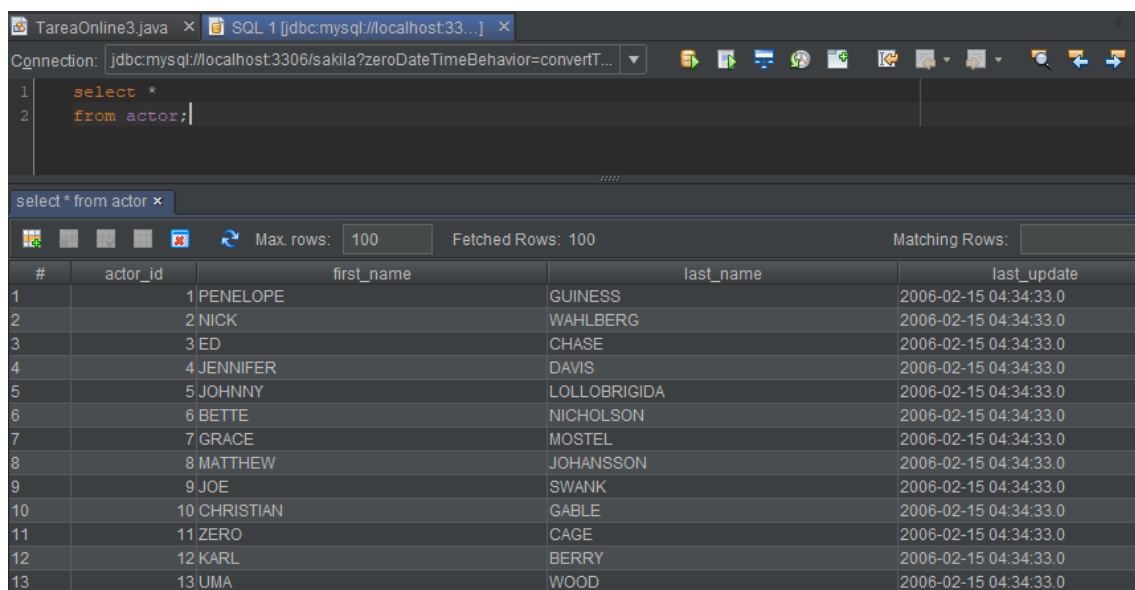 TareaOnline3.java × SQL 1 [jdbc:mysql://localhost:33...] ×
Connection: jdbc:mysql://localhost:3306/sakila?zeroDateTimeBehavior=convertT...
1 select *
2 from actor;
select * from actor ×
Max. rows: 100 Fetched Rows: 100 Matching Rows:
# actor_id first_name last_name last_update
1 1 PENELOPE GUINESS 2006-02-15 04:34:33.0
2 2 NICK WAHLBERG 2006-02-15 04:34:33.0
3 3 ED CHASE 2006-02-15 04:34:33.0
4 4 JENNIFER DAVIS 2006-02-15 04:34:33.0
5 5 JOHNNY LOLLOBRIGIDA 2006-02-15 04:34:33.0
6 6 BETTE NICHOLSON 2006-02-15 04:34:33.0
7 7 GRACE MOSTEL 2006-02-15 04:34:33.0
8 8 MATTHEW JOHANSSON 2006-02-15 04:34:33.0
9 9 JOE SWANK 2006-02-15 04:34:33.0
10 10 CHRISTIAN GABLE 2006-02-15 04:34:33.0
11 11 ZERO CAGE 2006-02-15 04:34:33.0
12 12 KARL BERRY 2006-02-15 04:34:33.0
13 13 UMA WOOD 2006-02-15 04:34:33.0